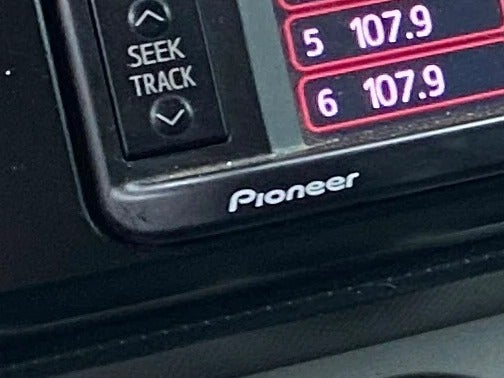 SEEK
TRACK
5 107.9
6 107.9
Pioneer